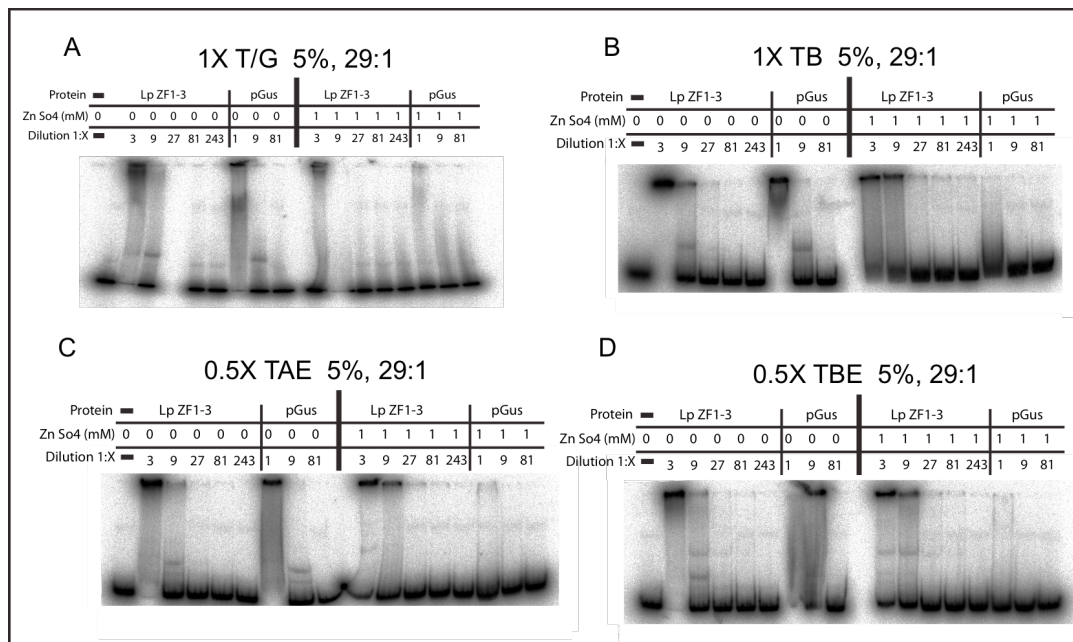 A
1X T/G 5%, 29:1
Protein Lp ZF1-3 pGus Lp ZF1-3 pGus
Zn So4 (mM) 0 0 0 0 0 0 0 0 0 1 1 1 1 1 1 1 1
Dilution 1:X 3 9 27 81 243 1 9 81 3 9 27 81 243 1 9 81
B
1X TB 5%, 29:1
Protein Lp ZF1-3 pGus Lp ZF1-3 pGus
Zn So4 (mM) 0 0 0 0 0 0 0 0 0 1 1 1 1 1 1 1 1
Dilution 1:X 3 9 27 81 243 1 9 81 3 9 27 81 243 1 9 81
C
0.5X TAE 5%, 29:1
Protein Lp ZF1-3 pGus Lp ZF1-3 pGus
Zn So4 (mM) 0 0 0 0 0 0 0 0 0 1 1 1 1 1 1 1 1
Dilution 1:X 3 9 27 81 243 1 9 81 3 9 27 81 243 1 9 81
D
0.5X TBE 5%, 29:1
Protein Lp ZF1-3 pGus Lp ZF1-3 pGus
Zn So4 (mM) 0 0 0 0 0 0 0 0 0 1 1 1 1 1 1 1 1
Dilution 1:X 3 9 27 81 243 1 9 81 3 9 27 81 243 1 9 81